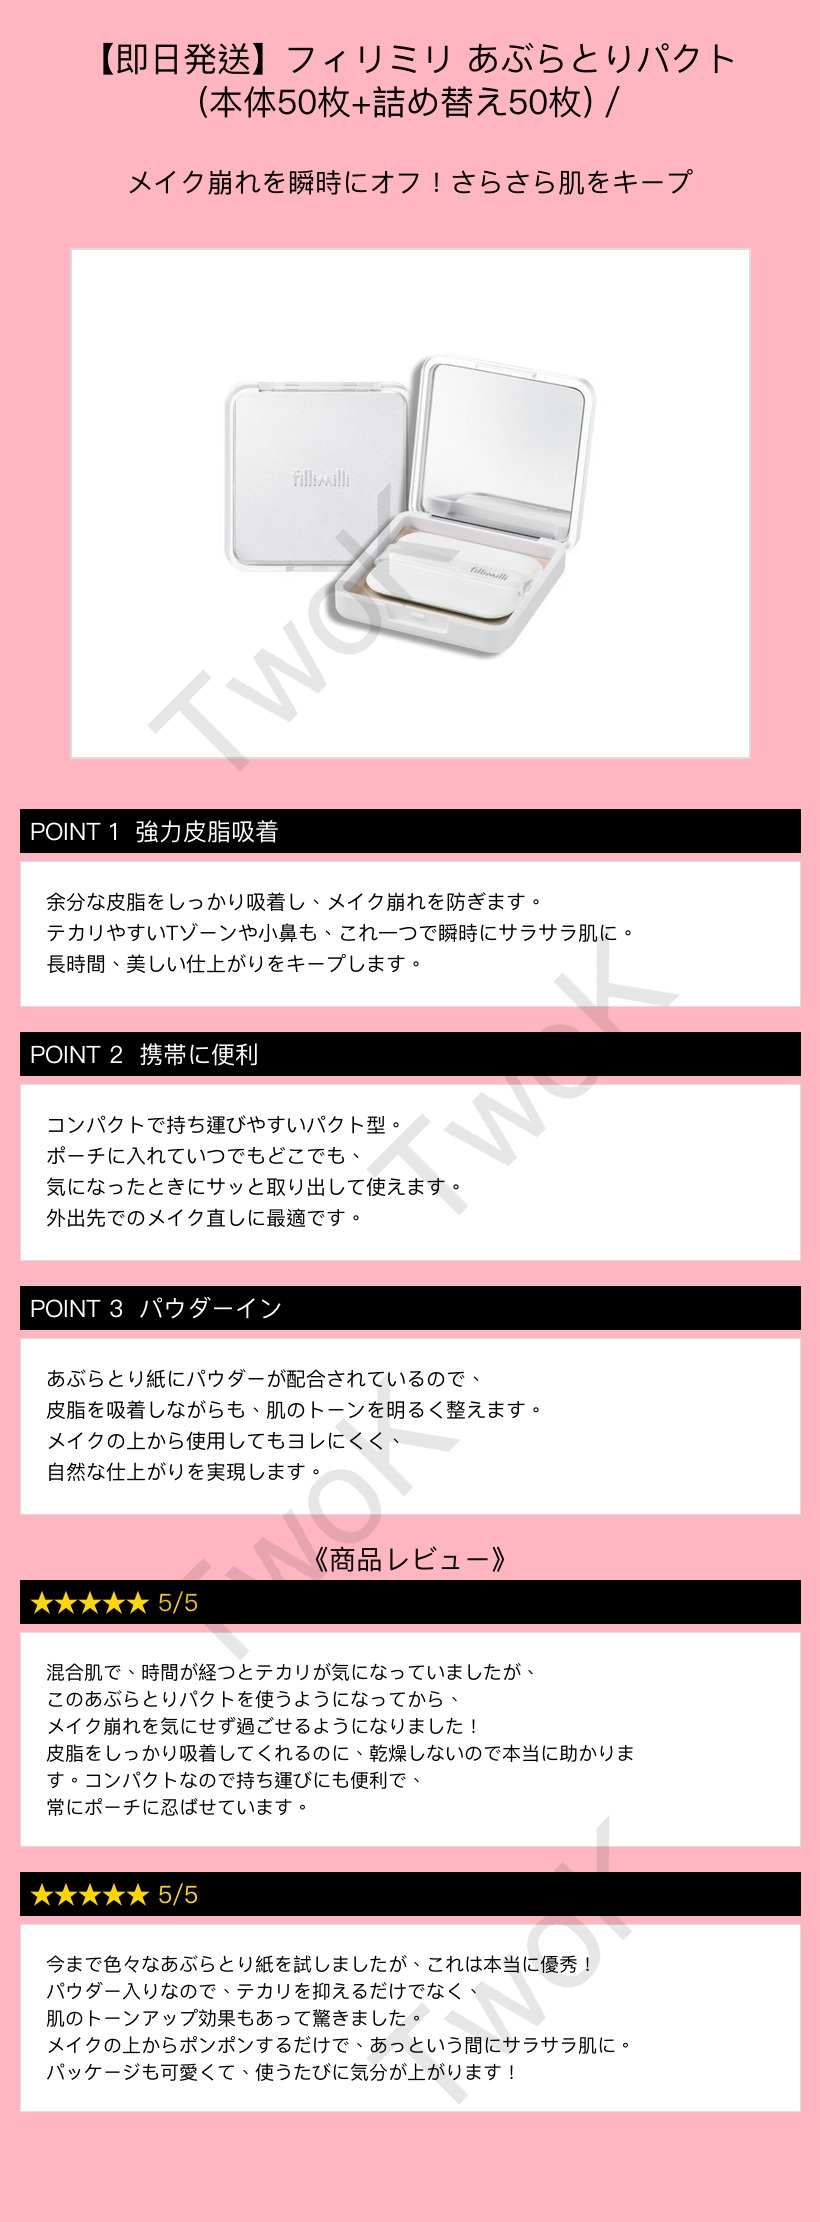 【即日発送】フィリミリ あぶらとりパクト
(本体50枚+詰め替え50枚) /
メイク崩れを瞬時にオフ！さらさら肌をキープ
fillimilli
fillimilli
TwoK
POINT 1 強力皮脂吸着
余分な皮脂をしっかり吸着し、メイク崩れを防ぎます。
テカリやすいTゾーンや小鼻も、これ一つで瞬時にサラサラ肌に。
長時間、美しい仕上がりをキープします。
TwoK
POINT 2 携帯に便利
コンパクトで持ち運びやすいパクト型。
ポーチに入れていつでもどこでも、
気になったときにサッと取り出して使えます。
外出先でのメイク直しに最適です。
POINT 3 パウダーイン
あぶらとり紙にパウダーが配合されているので、
皮脂を吸着しながらも、肌のトーンを明るく整えます。
メイクの上から使用してもヨレにくく、
自然な仕上がりを実現します。
TwoK
《商品レビュー》
★★★★★ 5/5
混合肌で、時間が経つとテカリが気になっていましたが、
このあぶらとりパクトを使うようになってから、
メイク崩れを気にせず過ごせるようになりました！
皮脂をしっかり吸着してくれるのに、乾燥しないので本当に助かりま
す。コンパクトなので持ち運びにも便利で、
常にポーチに忍ばせています。
★★★★★ 5/5
今まで色々なあぶらとり紙を試しましたが、これは本当に優秀！
パウダー入りなので、テカリを抑えるだけでなく、
肌のトーンアップ効果もあって驚きました。
メイクの上からポンポンするだけで、あっという間にサラサラ肌に。
パッケージも可愛くて、使うたびに気分が上がります！
TwoK